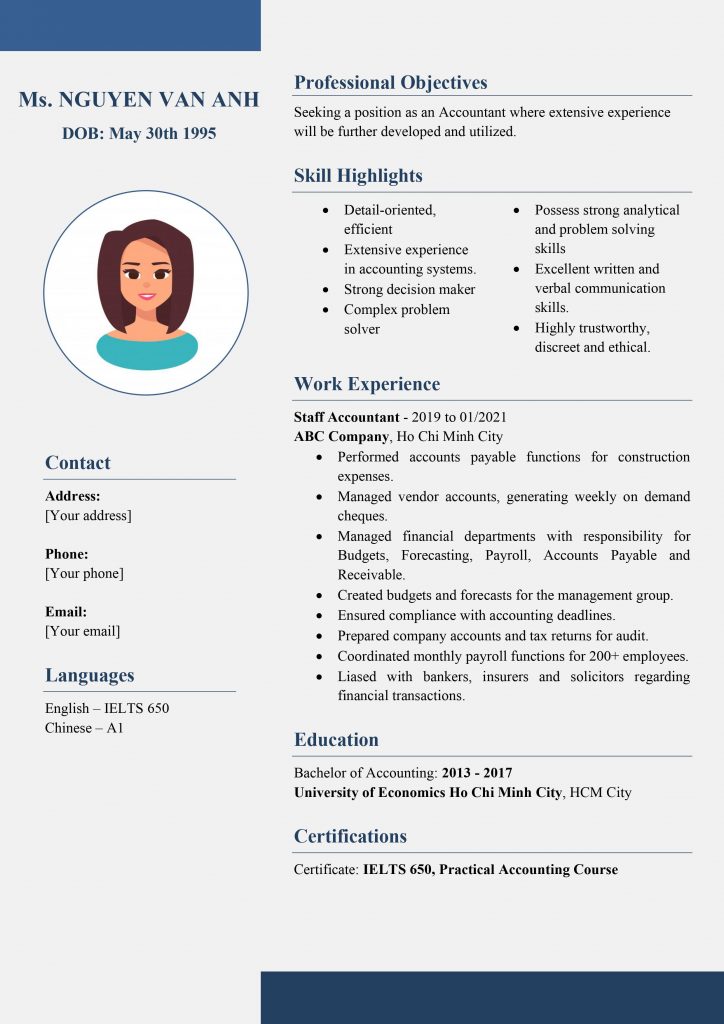 Ms. NGUYEN VAN ANH
DOB: May 30th 1995
Contact
Address:
[Your address]
Phone:
[Your phone]
Email:
[Your email]
Languages
English – IELTS 650
Chinese – A1
Professional Objectives
Seeking a position as an Accountant where extensive experience
will be further developed and utilized.
Skill Highlights
• Detail-oriented,
efficient
• Extensive experience
in accounting systems.
• Strong decision maker
• Complex problem
solver
• Possess strong analytical
and problem solving
skills
• Excellent written and
verbal communication
skills.
• Highly trustworthy,
discreet and ethical.
Work Experience
Staff Accountant - 2019 to 01/2021
ABC Company, Ho Chi Minh City
• Performed accounts payable functions for construction
expenses.
• Managed vendor accounts, generating weekly on demand
cheques.
• Managed financial departments with responsibility for
Budgets, Forecasting, Payroll, Accounts Payable and
Receivable.
• Created budgets and forecasts for the management group.
• Ensured compliance with accounting deadlines.
• Prepared company accounts and tax returns for audit.
• Coordinated monthly payroll functions for 200+ employees.
• Liased with bankers, insurers and solicitors regarding
financial transactions.
Education
Bachelor of Accounting: 2013 - 2017
University of Economics Ho Chi Minh City, HCM City
Certifications
Certificate: IELTS 650, Practical Accounting Course